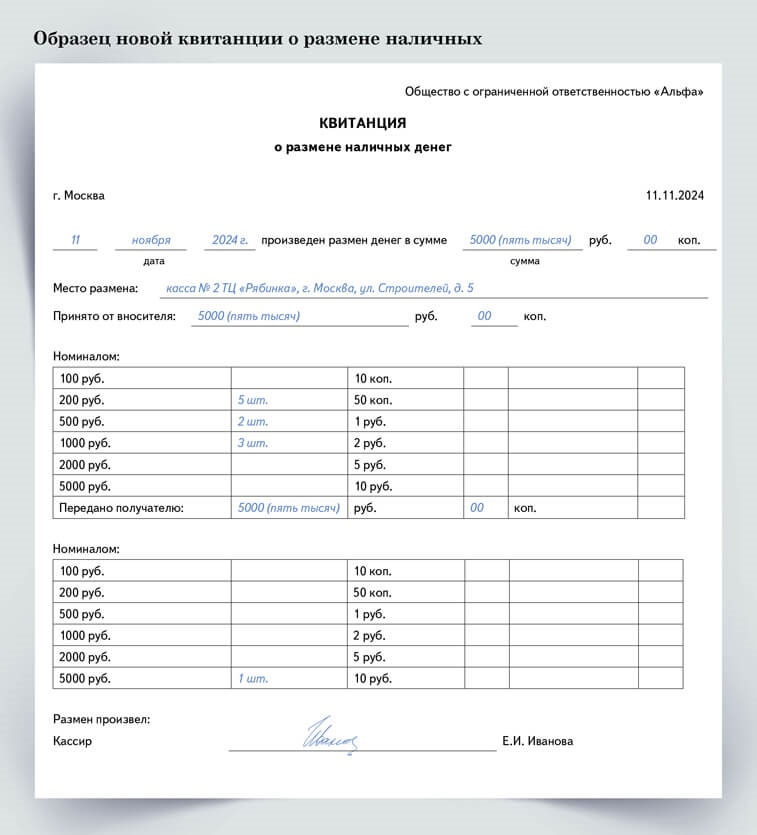 Образец новой квитанции о размене наличных
Общество с ограниченной ответственностью «Альфа»
КВИТАНЦИЯ
о размене наличных денег
г. Москва 11.11.2024
11 ноября 2024 г. произведен размен денег в сумме 5000 (пять тысяч) руб. 00 коп.
дата сумма
Место размена: касса № 2 ТЦ «Рябинка», г. Москва, ул. Строителей, д. 5
Принято от вносителя: 5000 (пять тысяч) руб. 00 коп.
Номиналом:
100 руб. 10 коп.
200 руб. 5 шт. 50 коп.
500 руб. 2 шт. 1 руб.
1000 руб. 3 шт. 2 руб.
2000 руб. 5 руб.
5000 руб. 10 руб.
Передано получателю: 5000 (пять тысяч) руб. 00 коп.
Номиналом:
100 руб. 10 коп.
200 руб. 50 коп.
500 руб. 1 руб.
1000 руб. 2 руб.
2000 руб. 5 руб.
5000 руб. 1 шт. 10 руб.
Размен произвел:
Кассир Е.И. Иванова